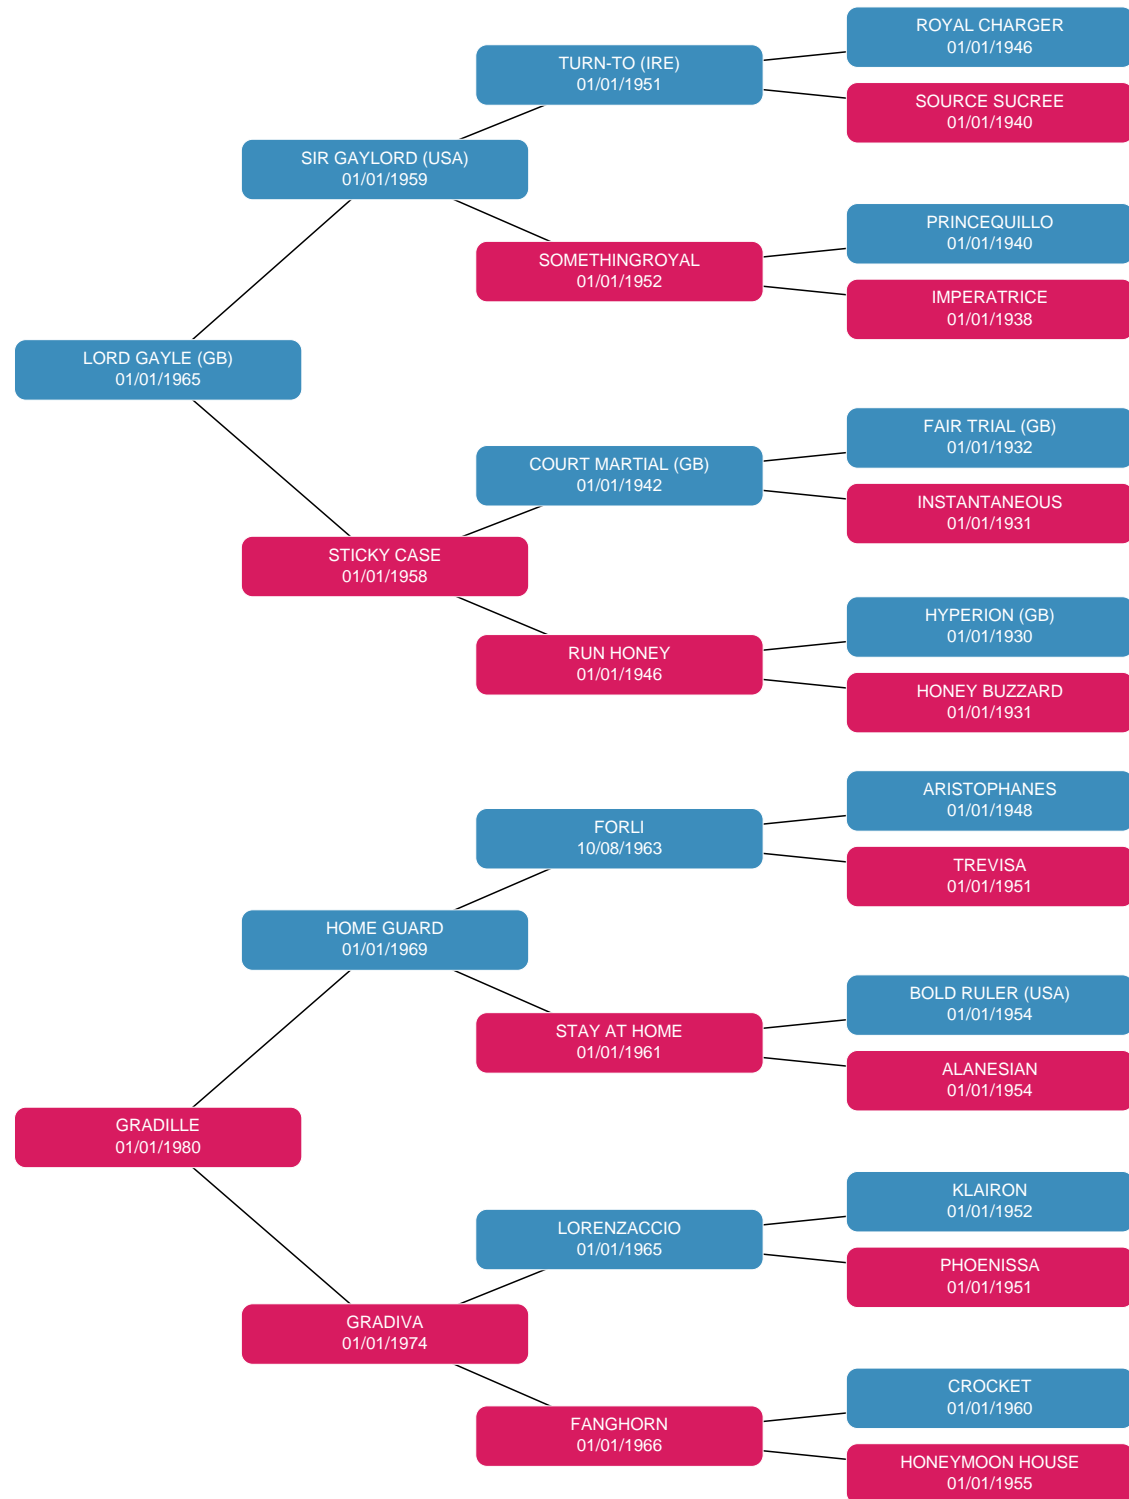 ROYAL CHARGER
01/01/1946
TURN-TO (IRE)
01/01/1951
SOURCE SUCREE
01/01/1940
SIR GAYLORD (USA)
01/01/1959
PRINCEQUILLO
01/01/1940
SOMETHINGROYAL
01/01/1952
IMPERATRICE
01/01/1938
LORD GAYLE (GB)
01/01/1965
FAIR TRIAL (GB)
01/01/1932
COURT MARTIAL (GB)
01/01/1942
INSTANTANEOUS
01/01/1931
STICKY CASE
01/01/1958
HYPERION (GB)
01/01/1930
RUN HONEY
01/01/1946
HONEY BUZZARD
01/01/1931
ARISTOPHANES
01/01/1948
FORLI
10/08/1963
TREVISA
01/01/1951
HOME GUARD
01/01/1969
BOLD RULER (USA)
01/01/1954
STAY AT HOME
01/01/1961
ALANESIAN
01/01/1954
GRADILLE
01/01/1980
KLAIRON
01/01/1952
LORENZACCIO
01/01/1965
PHOENISSA
01/01/1951
GRADIVA
01/01/1974
CROCKET
01/01/1960
FANGHORN
01/01/1966
HONEYMOON HOUSE
01/01/1955